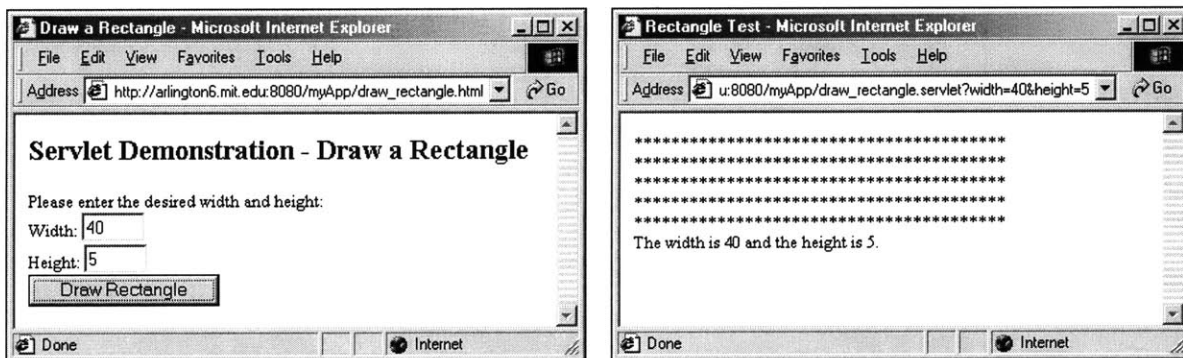 Draw a Rectangle - Microsoft Internet Explorer
File Edit View Favorites Tools Help
Address http://arlington6.mit.edu:8080/myApp/draw_rectangle.html Go
Servlet Demonstration - Draw a Rectangle
Please enter the desired width and height:
Width: 40
Height: 5
Draw Rectangle
Done Internet
Rectangle Test - Microsoft Internet Explorer
File Edit View Favorites Tools Help
Address u:8080/myApp/draw_rectangle.servlet?width=40&height=5 Go
****************************************
****************************************
****************************************
****************************************
****************************************
The width is 40 and the height is 5.
Done Internet